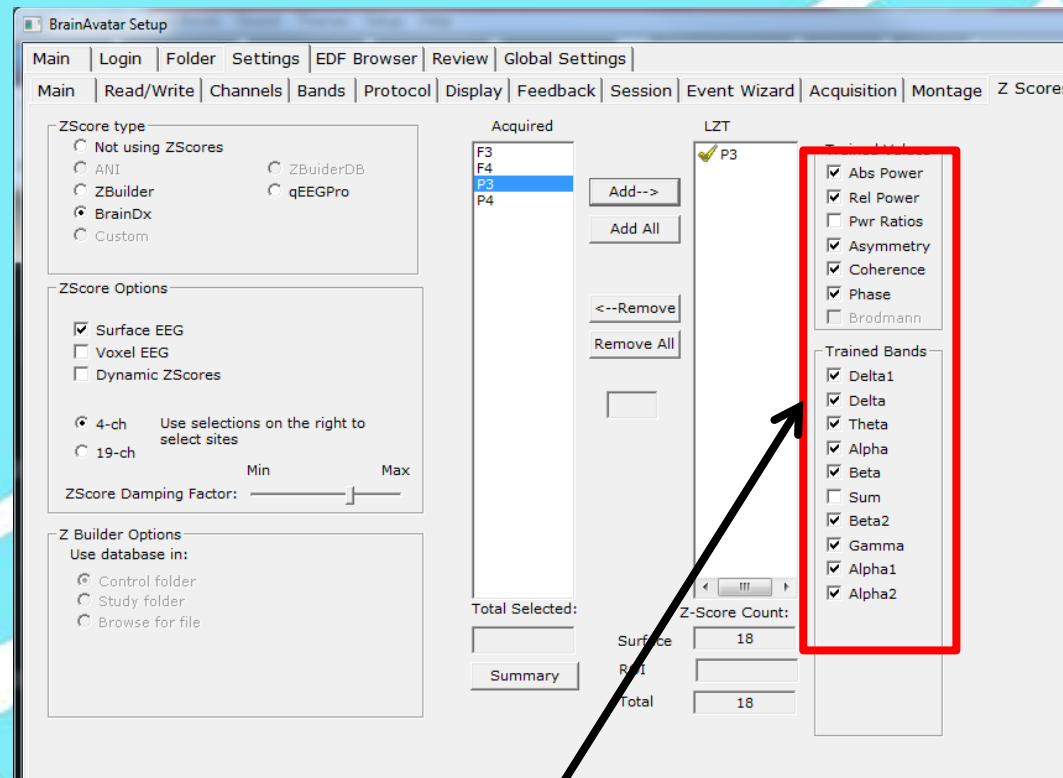 BrainAvatar Setup
Main Login Folder Settings EDF Browser Review Global Settings
Main Read/Write Channels Bands Protocol Display Feedback Session Event Wizard Acquisition Montage Z Scores
ZScore type
Not using ZScores
ANI ZBuiderDB
ZBuilder qEEGPro
BrainDx
Custom
ZScore Options
Surface EEG
Voxel EEG
Dynamic ZScores
4-ch Use selections on the right to
select sites
19-ch
Min Max
ZScore Damping Factor:
Z Builder Options
Use database in:
Control folder
Study folder
Browse for file
Acquired
F3
F4
P3
P4
Total Selected:
Summary
Add-->
Add All
<--Remove
Remove All
LZT
P3
Z-Score Count:
Surface 18
ROI
Total 18
Trained Values
Abs Power
Rel Power
Pwr Ratios
Asymmetry
Coherence
Phase
Brodmann
Trained Bands
Delta1
Delta
Theta
Alpha
Beta
Sum
Beta2
Gamma
Alpha1
Alpha2